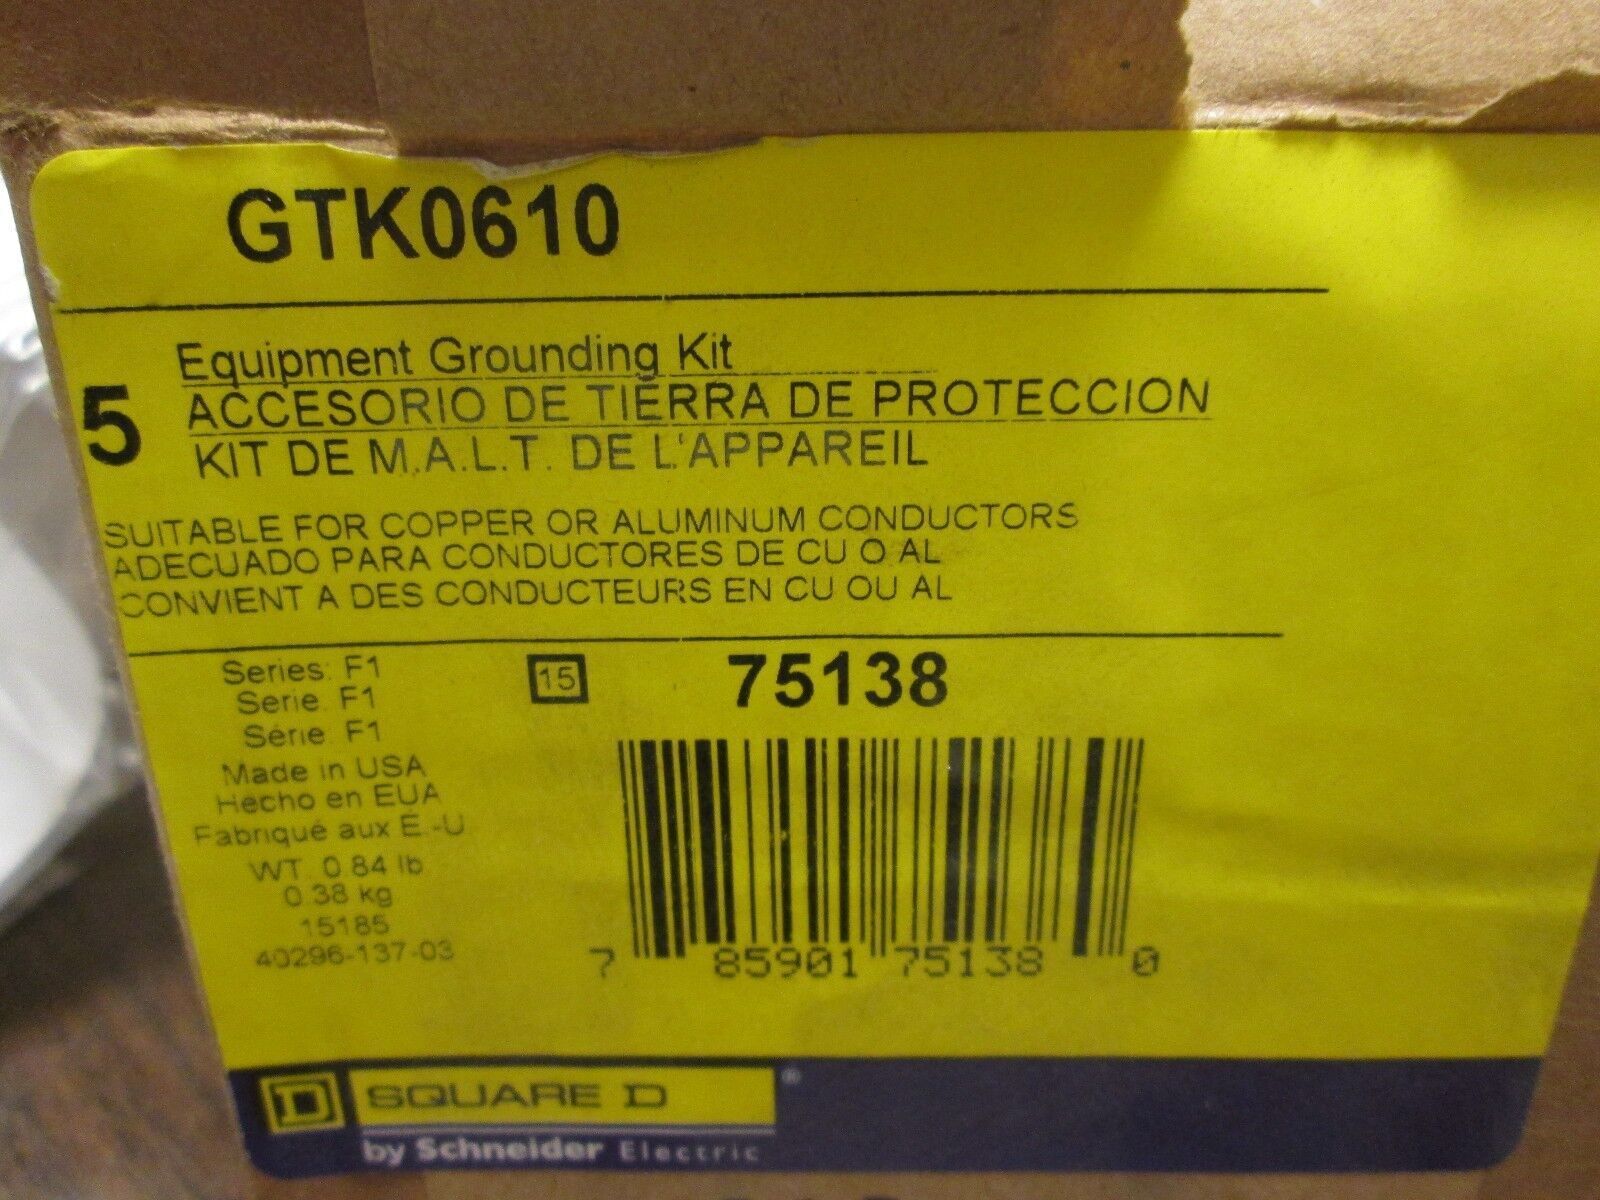 GTK0610
5
Equipment Grounding Kit
ACCESORIO DE TIERRA DE PROTECCION
KIT DE M.A.L.T. DE L'APPAREIL
SUITABLE FOR COPPER OR ALUMINUM CONDUCTORS
ADECUADO PARA CONDUCTORES DE CU O AL
CONVIENT A DES CONDUCTEURS EN CU OU AL
Series: F1
Serie. F1
Série. F1
15
75138
Made in USA
Hecho en EUA
Fabriqué aux E.-U
WT. 0.84 lb
0.38 kg
15185
40296-137-03
7 85901 75138 0
D SQUARE D ®
by Schneider Electric